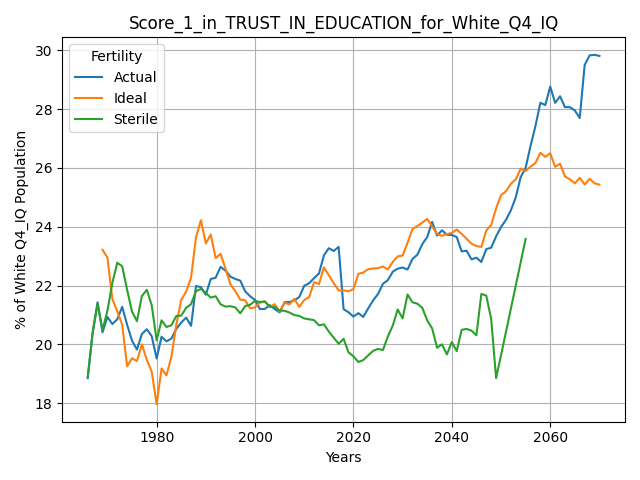 Score_1_in_TRUST_IN_EDUCATION_for_White_Q4_IQ
Fertility
Actual
Ideal
Sterile
% of White Q4_IQ Population
30
28
26
24
22
20
18
1980
2000
2020
2040
2060
Years